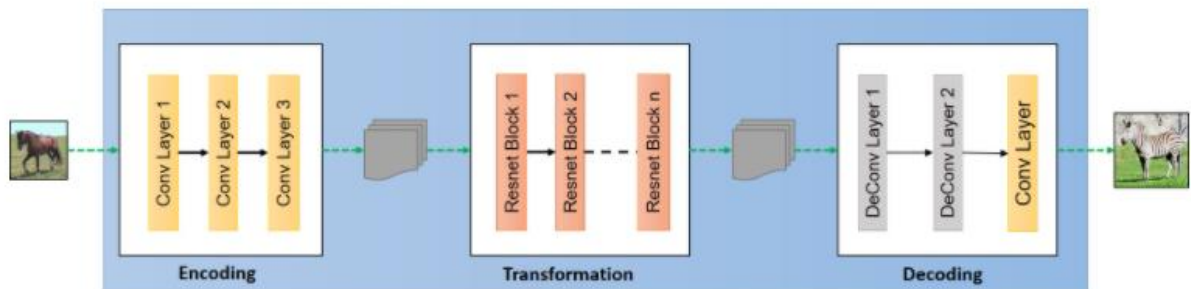 Conv Layer 1
Conv Layer 2
Conv Layer 3
Encoding
Resnet Block 1
Resnet Block 2
Resnet Block n
Transformation
DeConv Layer 1
DeConv Layer 2
Conv Layer
Decoding